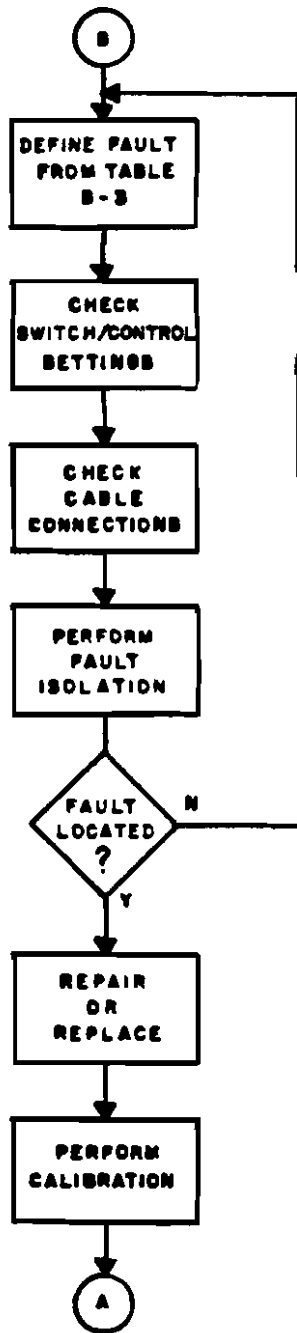 B
DEFINE FAULT
FROM TABLE
5-3
CHECK
SWITCH/CONTROL
SETTINGS
CHECK
CABLE
CONNECTIONS
PERFORM
FAULT
ISOLATION
FAULT
LOCATED
?
N
Y
REPAIR
OR
REPLACE
PERFORM
CALIBRATION
A